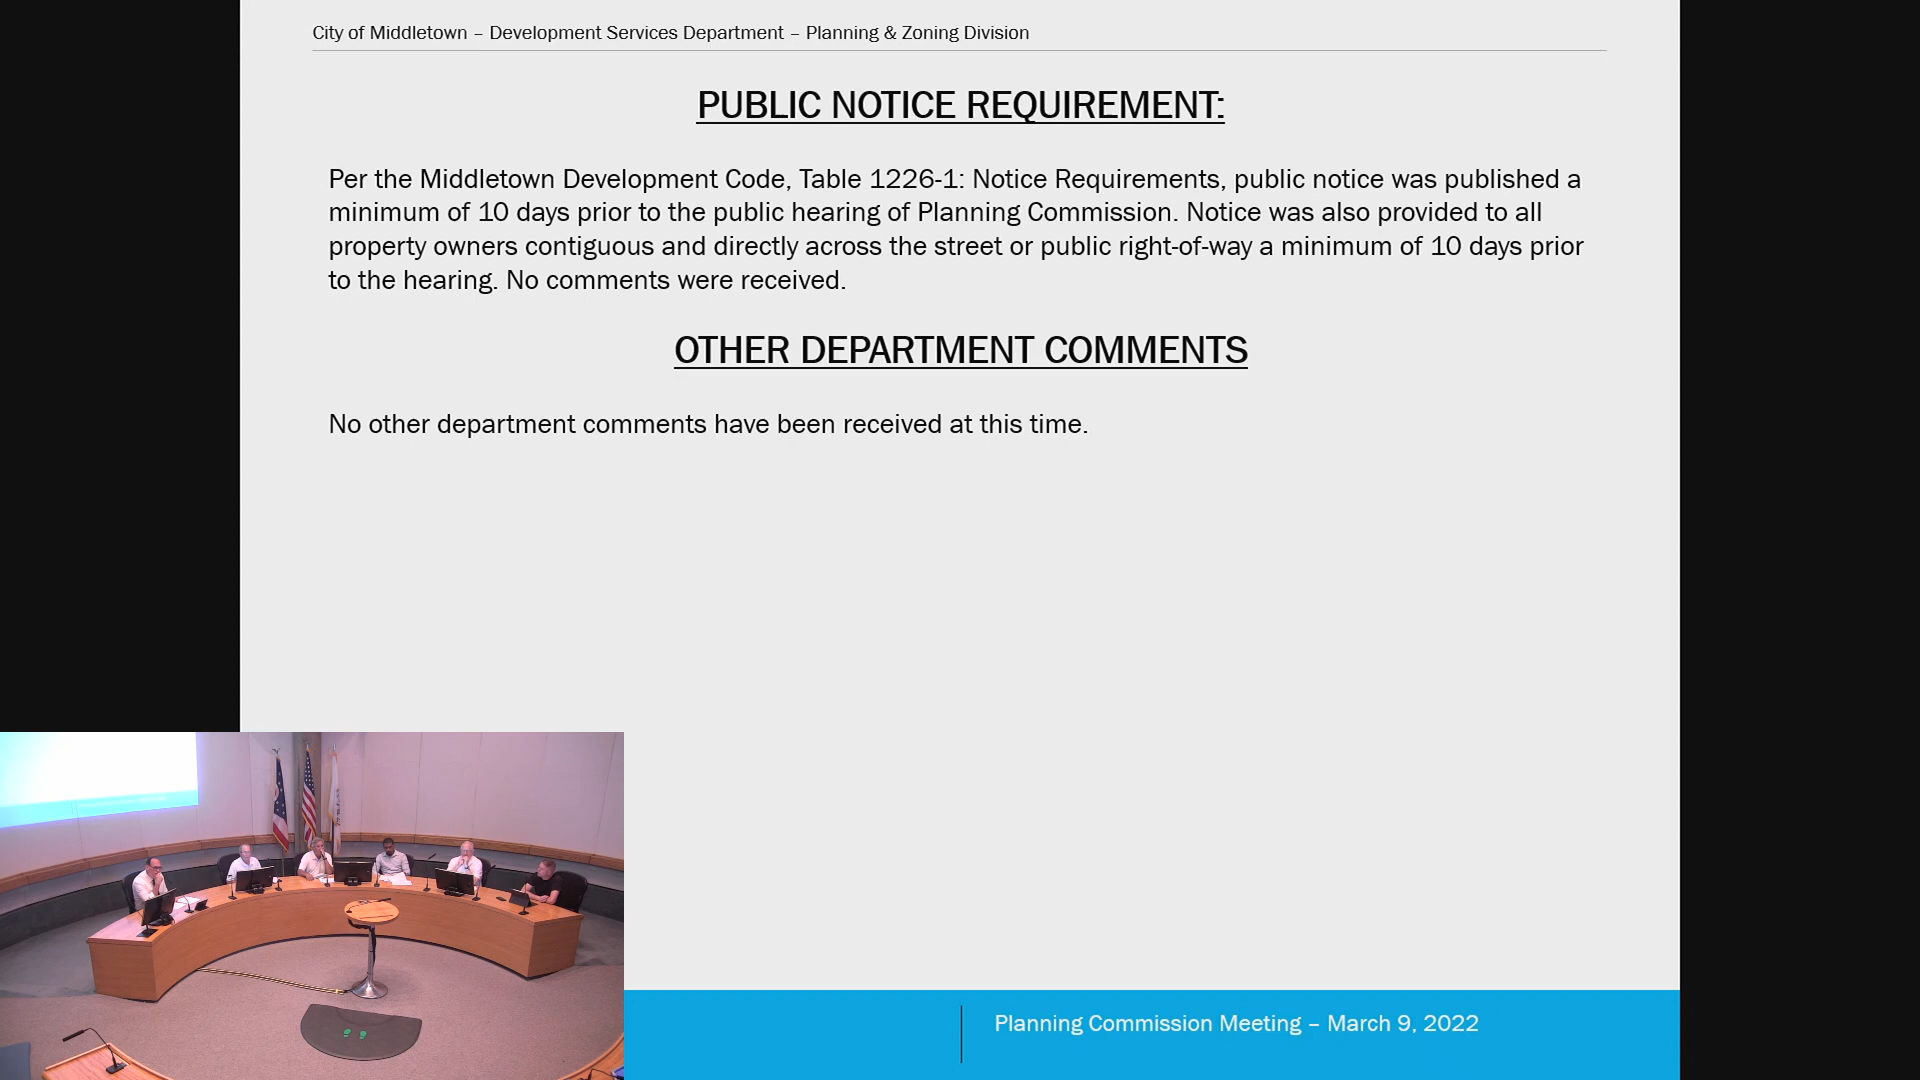 City of Middletown – Development Services Department – Planning & Zoning Division
PUBLIC NOTICE REQUIREMENT:
Per the Middletown Development Code, Table 1226-1: Notice Requirements, public notice was published a
minimum of 10 days prior to the public hearing of Planning Commission. Notice was also provided to all
property owners contiguous and directly across the street or public right-of-way a minimum of 10 days prior
to the hearing. No comments were received.
OTHER DEPARTMENT COMMENTS
No other department comments have been received at this time.
Planning Commission Meeting – March 9, 2022